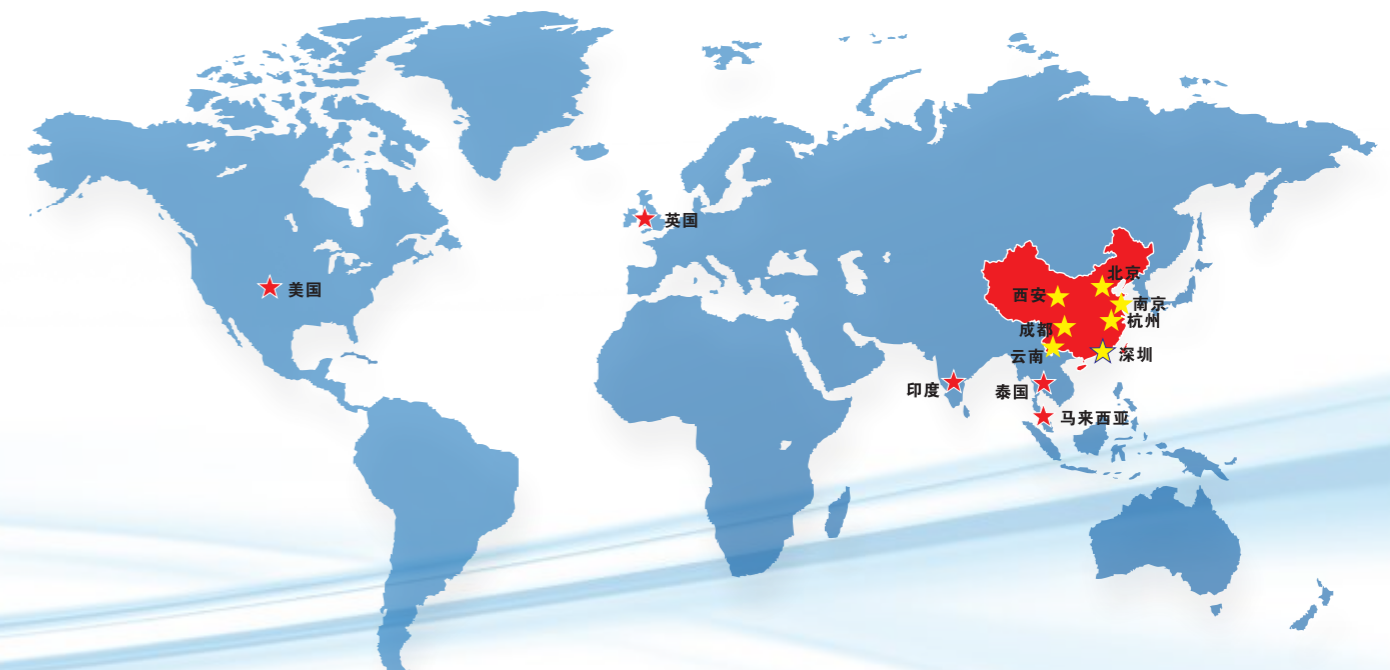 英国
北京
美国
西安
南京
杭州
成都
深圳
云南
印度
泰国
马来西亚